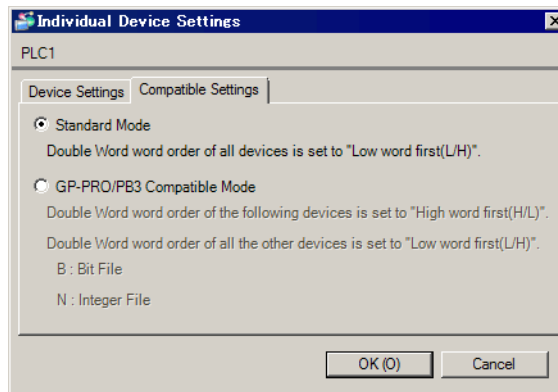 Individual Device Settings
PLC1
Device Settings
Compatible Settings
Standard Mode
Double Word word order of all devices is set to "Low word first(L/H)".
GP-PRO/PB3 Compatible Mode
Double Word word order of the following devices is set to "High word first(H/L)".
Double Word word order of all the other devices is set to "Low word first(L/H)".
B : Bit File
N : Integer File
OK (O)
Cancel